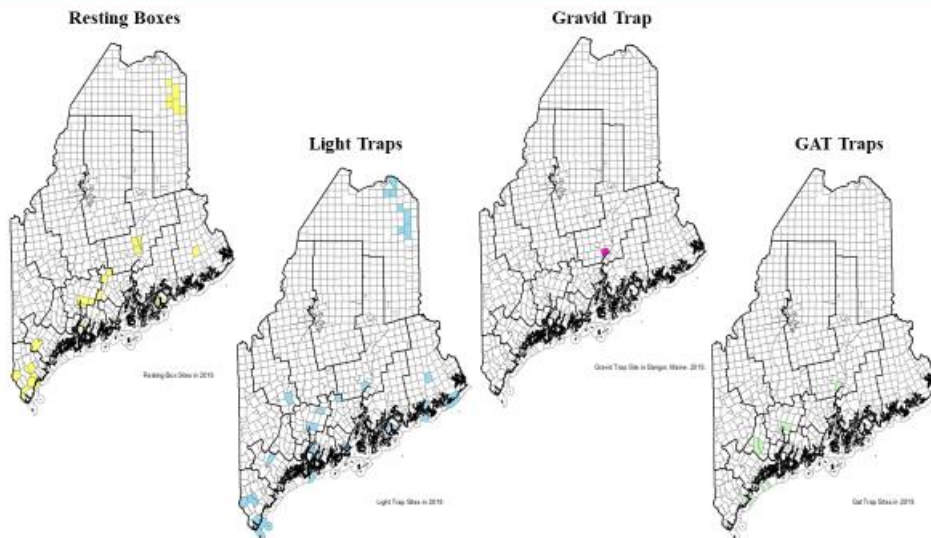 Resting Boxes
Gravid Trap
Light Traps
GAT Traps
Resting Box Sites in 2019.
Gravid Trap Site in Bangor, Maine. 2019.
Light Trap Sites in 2019.
Gat Trap Sites in 2019.